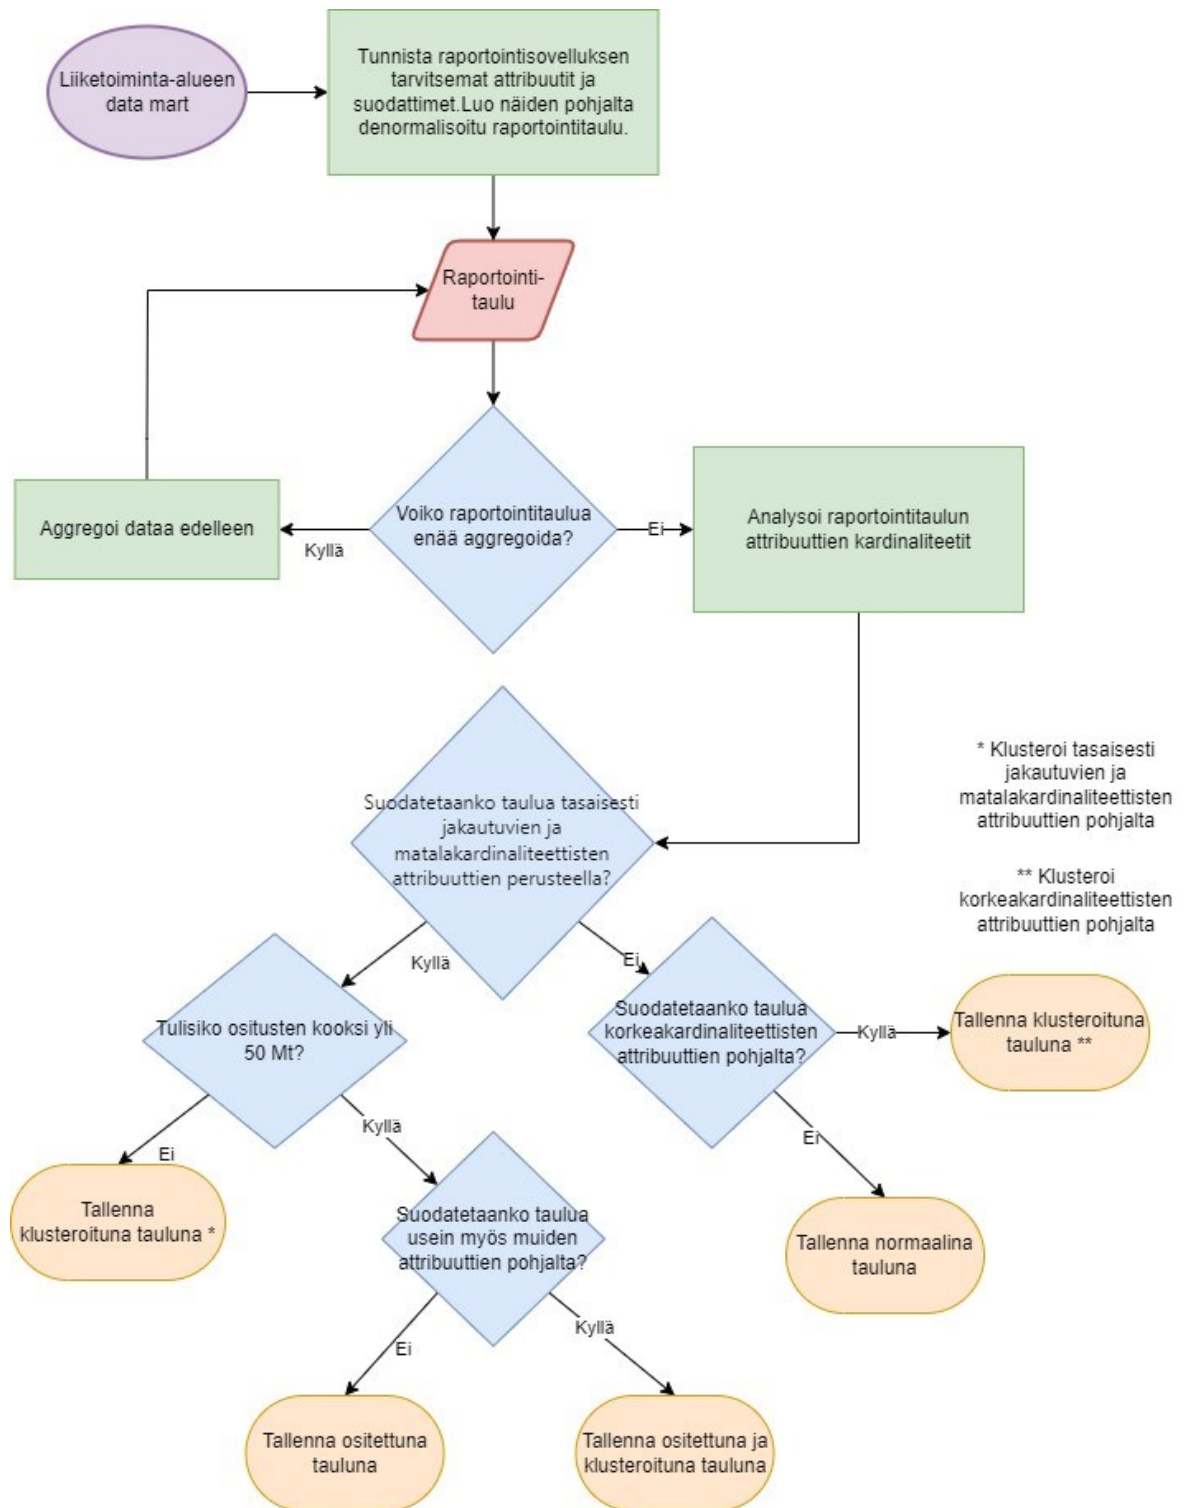 Liiketoiminta-alueen
data mart
Tunnista raportointisovelluksen
tarvitsemat attribuutit ja
suodattimet.Luo näiden pohjalta
denormalisoitu raportointitaulu.
Raportointi-
taulu
Aggregoi dataa edelleen
Kyllä
Voiko raportointitaulua
enää aggregoida?
Ei
Analysoi raportointitaulun
attribuuttien kardinaliteetit
Suodatetaanko taulua tasaisesti
jakautuvien ja
matalakardinaliteettisten
attribuuttien perusteella?
* Klusteroi tasaisesti
jakautuvien ja
matalakardinaliteettisten
attribuuttien pohjalta
** Klusteroi
korkeakardinaliteettisten
attribuuttien pohjalta
Kyllä
Ei
Tulisiko ositusten kooksi yli
50 Mt?
Suodatetaanko taulua
korkeakardinaliteettisten
attribuuttien pohjalta?
Kyllä
Tallenna klusteroituna
tauluna **
Ei
Kyllä
Ei
Tallenna
klusteroituna tauluna *
Suodatetaanko taulua
usein myös muiden
attribuuttien pohjalta?
Tallenna normaalina
tauluna
Ei
Kyllä
Tallenna ositettuna
tauluna
Tallenna ositettuna ja
klusteroituna tauluna